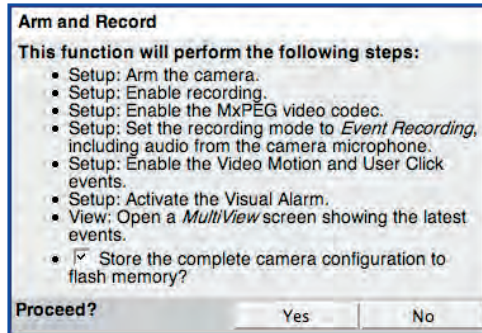 Arm and Record
This function will perform the following steps:
• Setup: Arm the camera.
• Setup: Enable recording.
• Setup: Enable the MxPEG video codec.
• Setup: Set the recording mode to Event Recording,
including audio from the camera microphone.
• Setup: Enable the Video Motion and User Click
events.
• Setup: Activate the Visual Alarm.
• View: Open a MultiView screen showing the latest
events.
• Store the complete camera configuration to
flash memory?
Proceed? Yes No